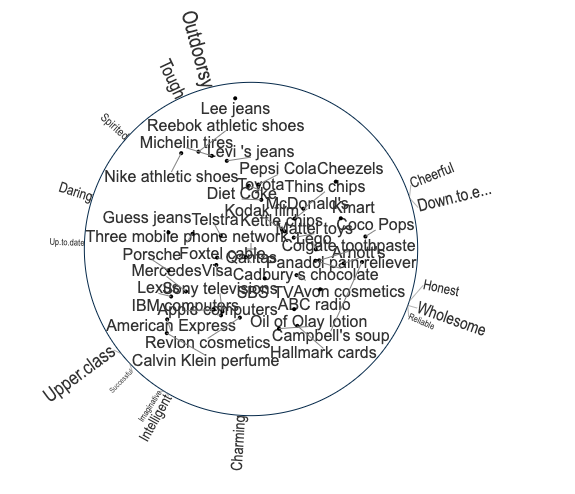 Outdoorsy
Tough
Lee jeans
Reebok athletic shoes
Spirited
Michelin tires
Levi 's jeans
Pepsi Cola
Cheezels
Nike athletic shoes
Toyota
Thins chips
Cheerful
Daring
Diet Coke
McDonald's
Down.to.e...
Kodak film
Kmart
Guess jeans
Telstra
Kettle chips
Coco Pops
Mattel toys
Up.to.date
Three mobile phone network
Lego
Colgate toothpaste
Porsche
Foxtel cable
Arnott's
Panadol pain reliever
Mercedes
Visa
Cadbury's chocolate
Lexus
Sony televisions
SBS TV
Avon cosmetics
Honest
IBM computers
Apple computers
ABC radio
Wholesome
Reliable
American Express
Oil of Olay lotion
Revlon cosmetics
Campbell's soup
Hallmark cards
Calvin Klein perfume
Upper.class
Successful
Imaginative
Intelligent
Charming